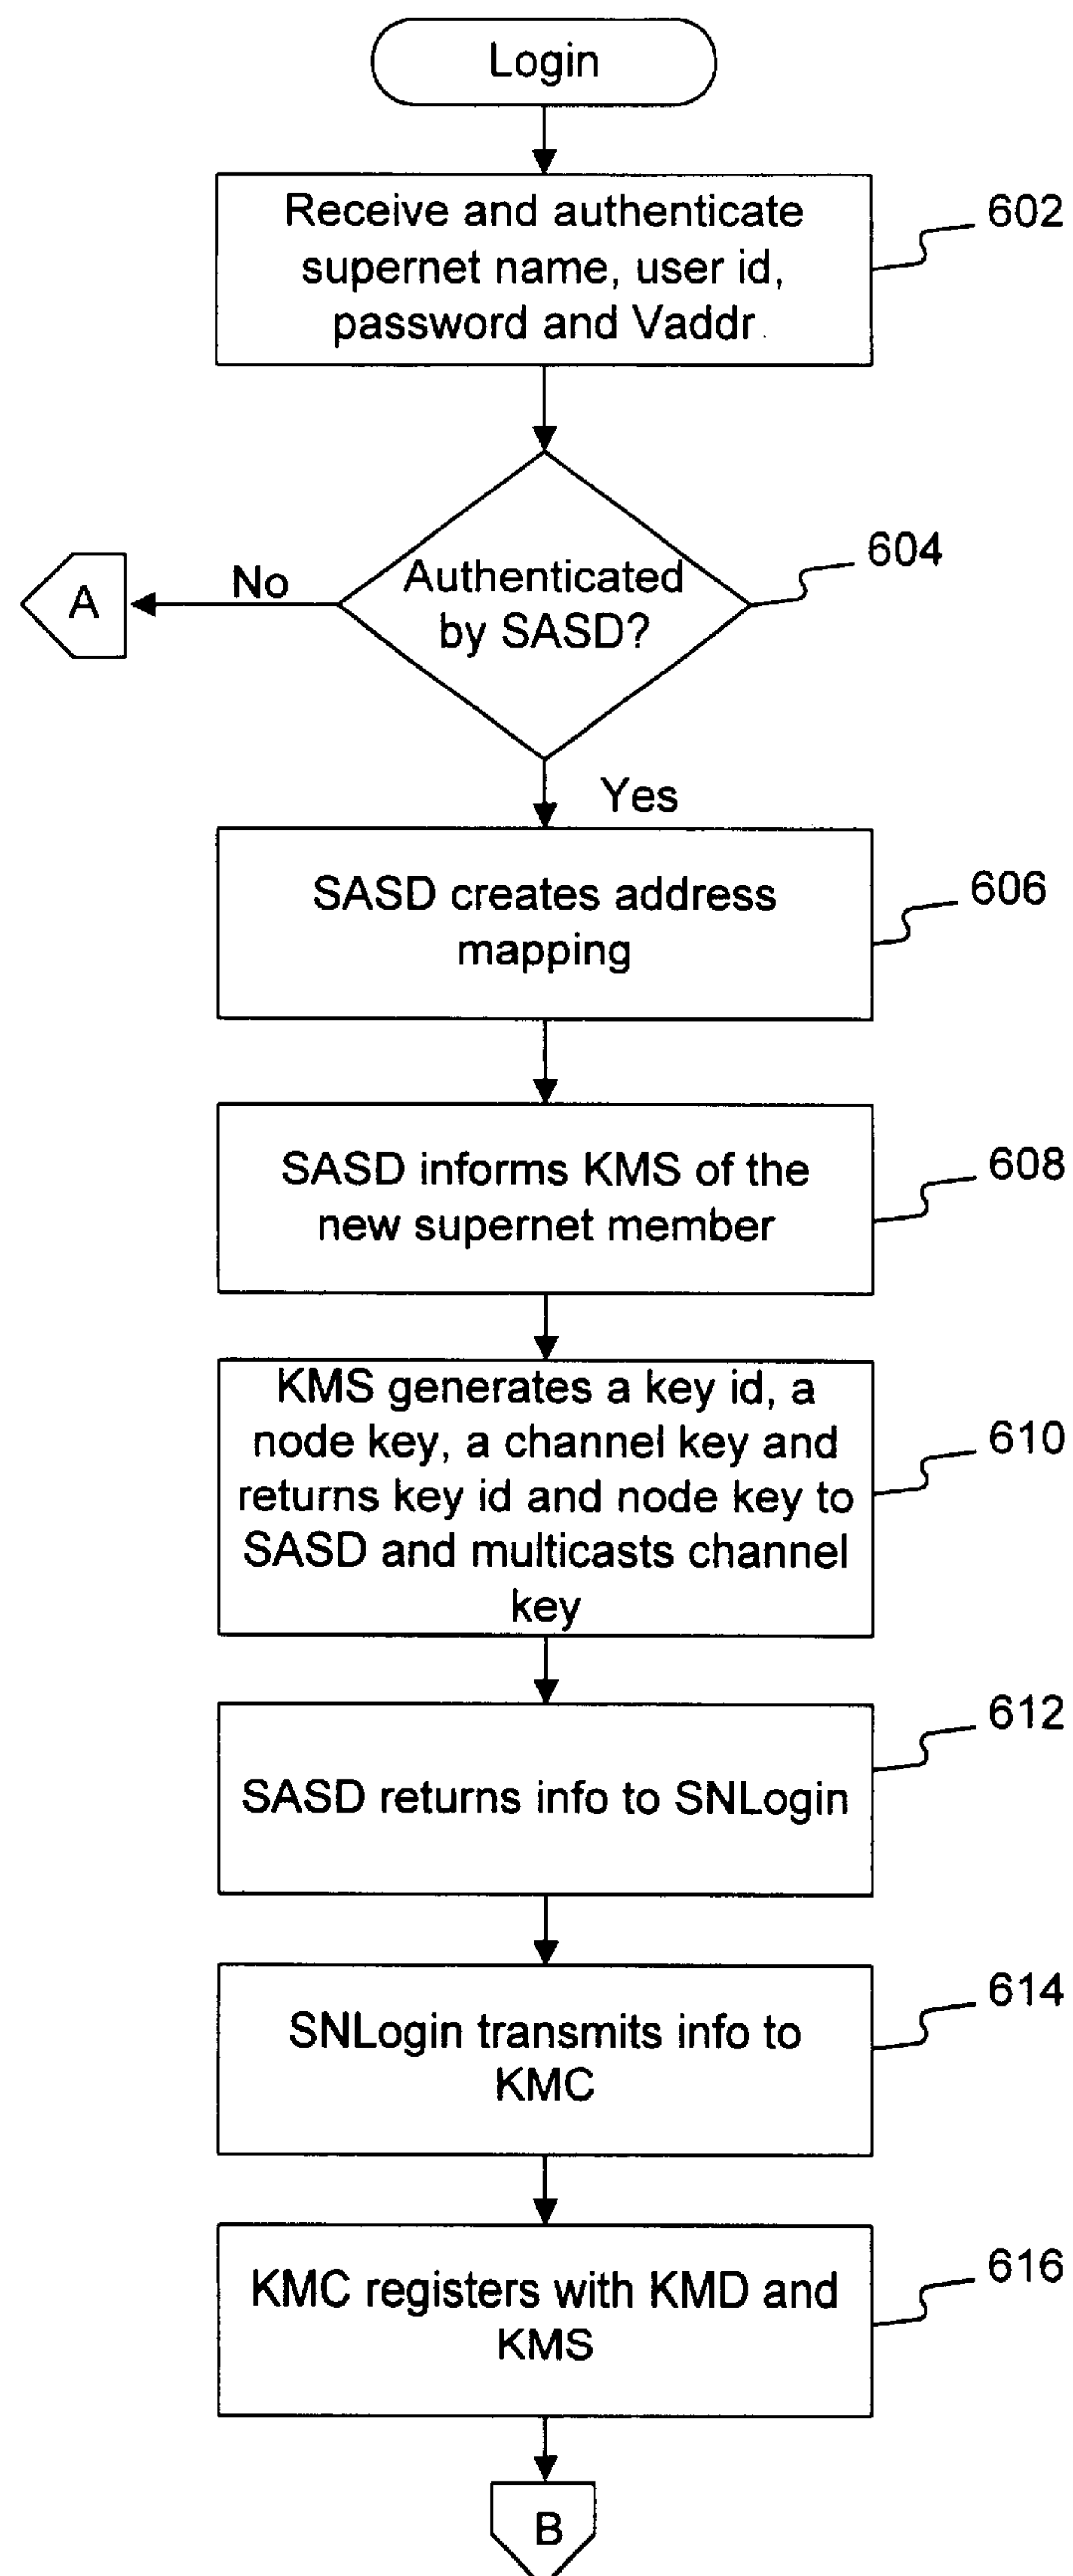 Login
Receive and authenticate
supernet name, user id,
password and Vaddr
602
Authenticated
by SASD?
604
No
A
Yes
SASD creates address
mapping
606
SASD informs KMS of the
new supernet member
608
KMS generates a key id, a
node key, a channel key and
returns key id and node key to
SASD and multicasts channel
key
610
SASD returns info to SNLogin
612
SNLogin transmits info to
KMC
614
KMC registers with KMD and
KMS
616
B